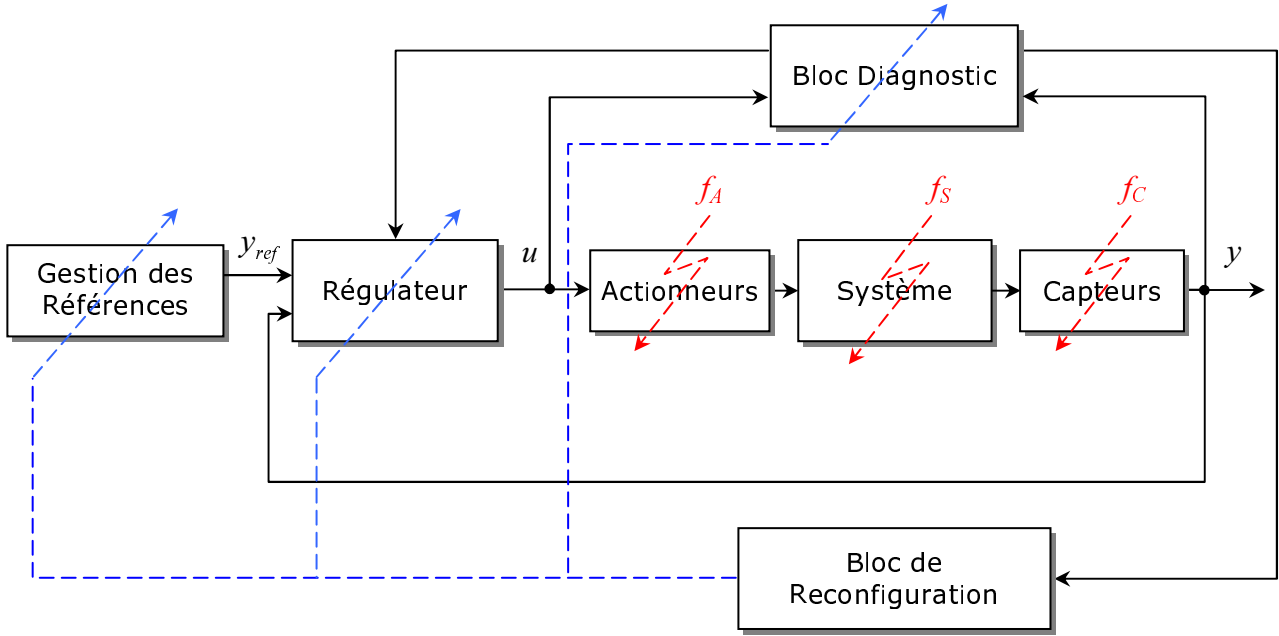 Bloc Diagnostic
f_A
f_S
f_C
y_ref
u
y
Gestion des
Références
Régulateur
Actionneurs
Système
Capteurs
Bloc de
Reconfiguration